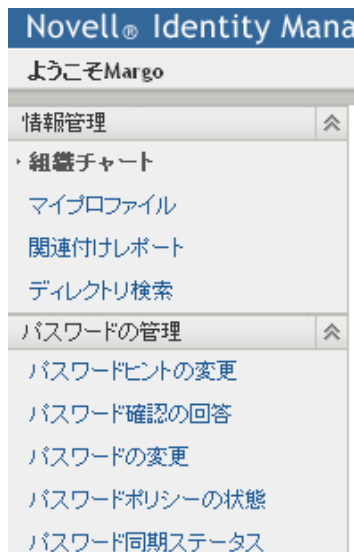 Novell® Identity Mana
ようこそMargo
情報管理
組織チャート
マイプロファイル
関連付けレポート
ディレクトリ検索
パスワードの管理
パスワードヒントの変更
パスワード確認の回答
パスワードの変更
パスワードポリシーの状態
パスワード同期ステータス